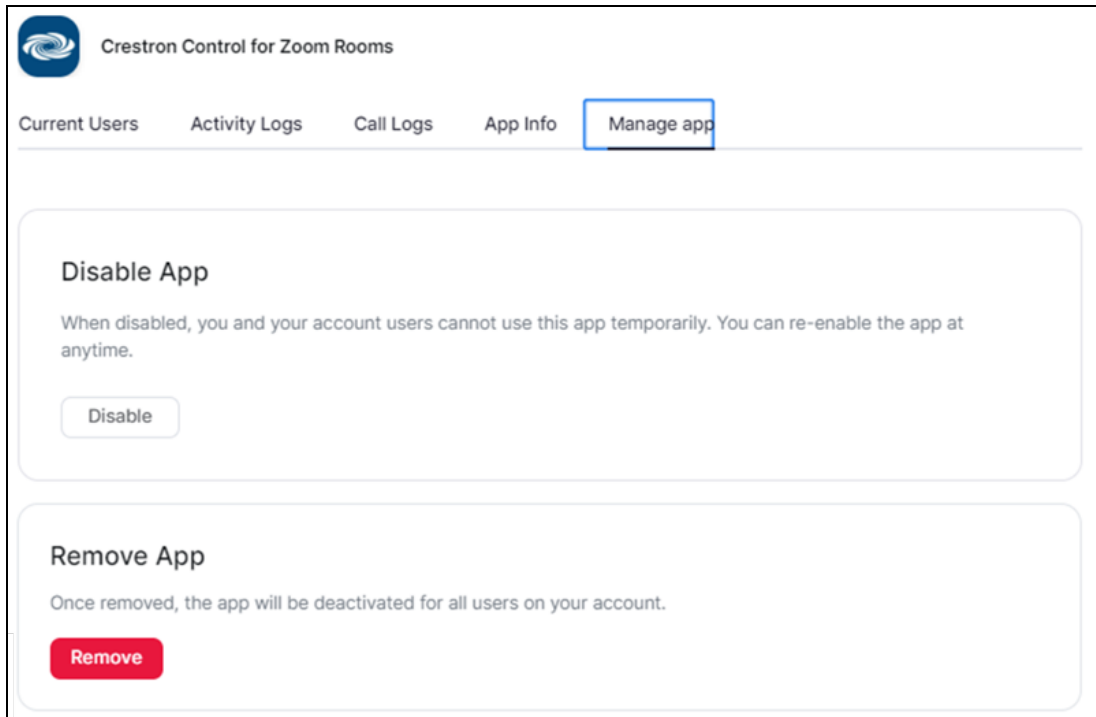 Crestron Control for Zoom Rooms
Current Users Activity Logs Call Logs App Info Manage app
Disable App
When disabled, you and your account users cannot use this app temporarily. You can re-enable the app at
anytime.
Disable
Remove App
Once removed, the app will be deactivated for all users on your account.
Remove